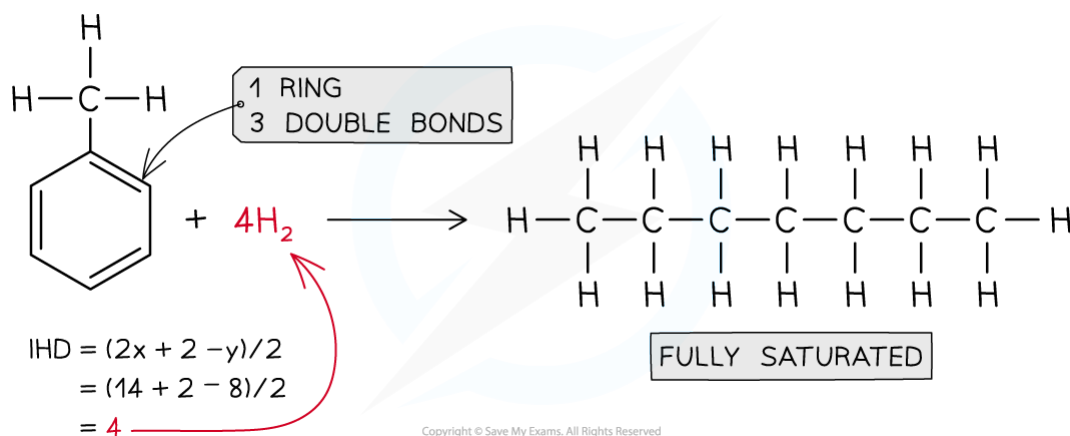 H
H—C—H
1 RING
3 DOUBLE BONDS
+ 4H₂
H H H H H H H
H—C—C—C—C—C—C—C—H
H H H H H H H
IHD = (2x + 2 – y)/2
= (14 + 2 – 8)/2
= 4
FULLY SATURATED
Copyright © Save My Exams. All Rights Reserved